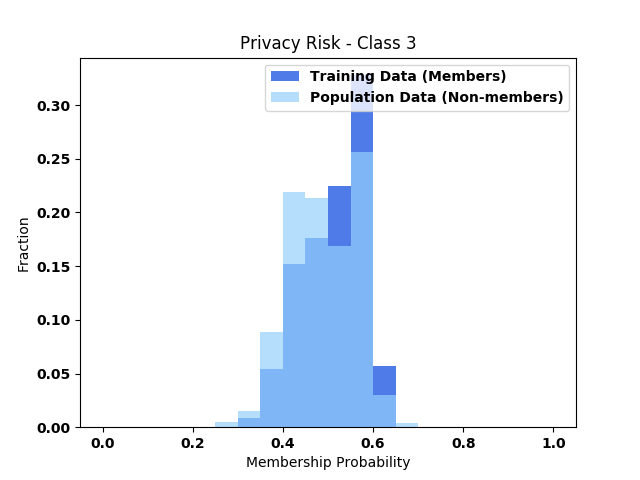 Privacy Risk - Class 3
Training Data (Members)
Population Data (Non-members)
Fraction
0.30
0.25
0.20
0.15
0.10
0.05
0.00
0.0 0.2 0.4 0.6 0.8 1.0
Membership Probability